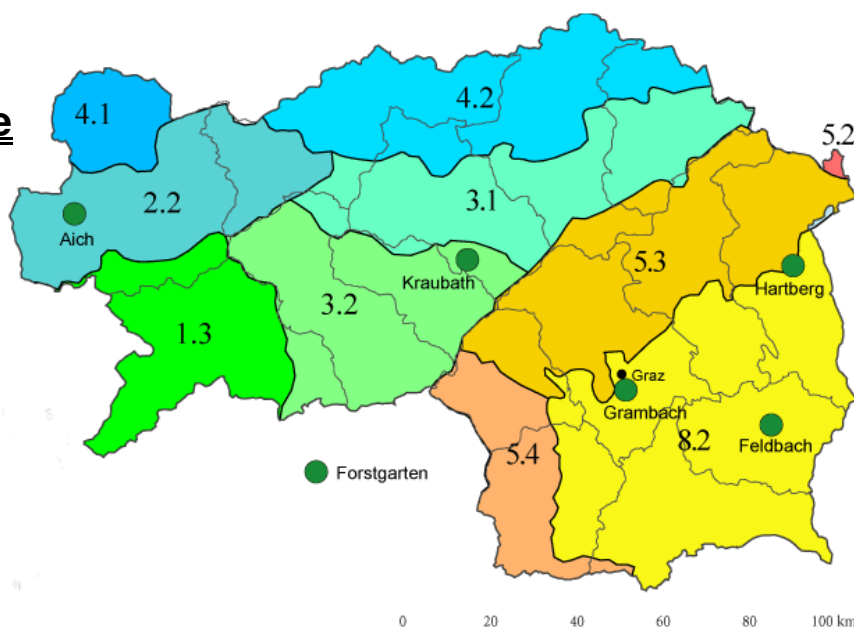 e
4.1
4.2
5.2
2.2
3.1
Aich
5.3
Kraubath
Hartberg
3.2
1.3
Graz
Grambach
8.2
Feldbach
5.4
Forstgarten
0 20 40 60 80 100 km